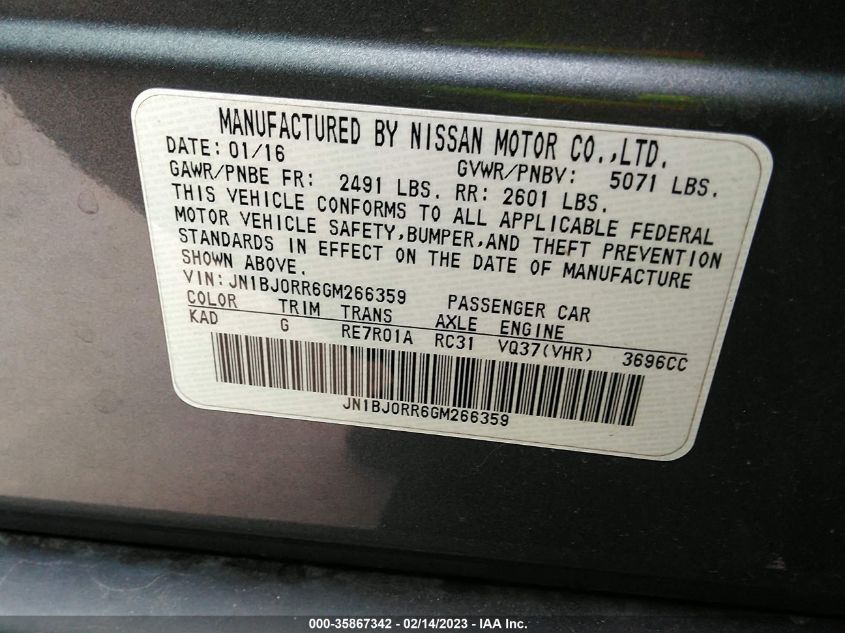 MANUFACTURED BY NISSAN MOTOR CO.,LTD.
DATE: 01/16 GVWR/PNBV: 5071 LBS.
GAWR/PNBE FR: 2491 LBS. RR: 2601 LBS.
THIS VEHICLE CONFORMS TO ALL APPLICABLE FEDERAL
MOTOR VEHICLE SAFETY,BUMPER,AND THEFT PREVENTION
STANDARDS IN EFFECT ON THE DATE OF MANUFACTURE
SHOWN ABOVE.
VIN:JN1BJ0RR6GM266359 PASSENGER CAR
COLOR TRIM TRANS AXLE ENGINE
KAD G RE7R01A RC31 VQ37(VHR) 3696CC
JN1BJ0RR6GM266359
000-35867342 - 02/14/2023 - IAA Inc.